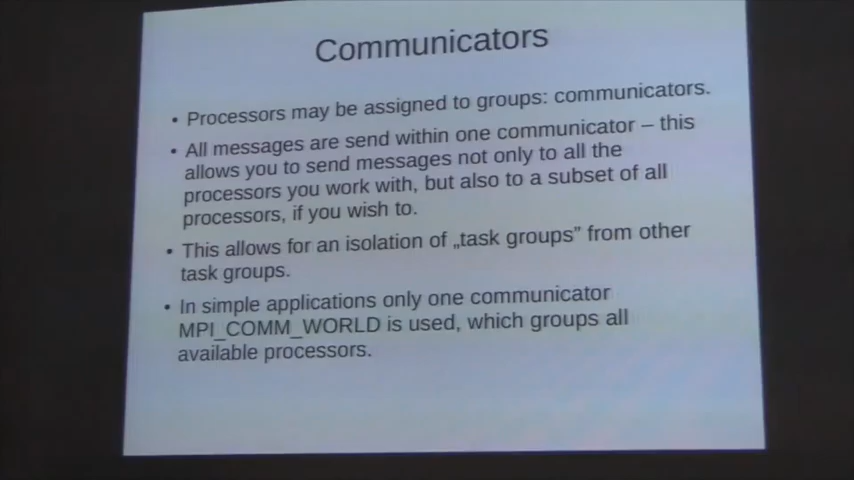 Communicators
• Processors may be assigned to groups: communicators.
• All messages are send within one communicator – this
allows you to send messages not only to all the
processors you work with, but also to a subset of all
processors, if you wish to.
• This allows for an isolation of „task groups” from other
task groups.
• In simple applications only one communicator
MPI_COMM_WORLD is used, which groups all
available processors.